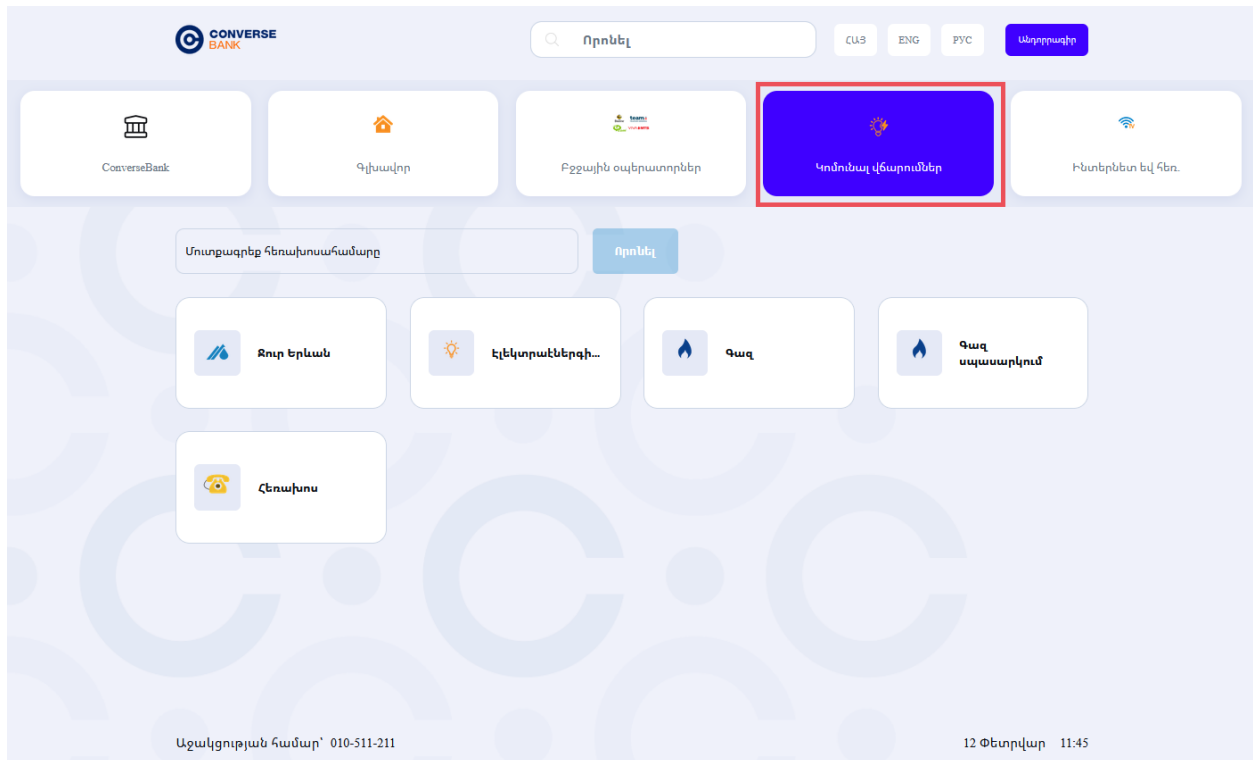 CONVERSE
BANK
Որոնել
ՀԱՅ
ENG
РУС
Անդորրագիր
ConverseBank
Գլխավոր
Բջջային օպերատորներ
Կոմունալ վճարումներ
Ինտերնետ եվ հեռ.
Մուտքագրեք հեռախոսահամարը
Որոնել
Ջուր Երևան
Էլեկտրաէներգի...
Գազ
Գազ
սպասարկում
Հեռախոս
Աջակցության համար՝ 010-511-211
12 Փետրվար 11:45